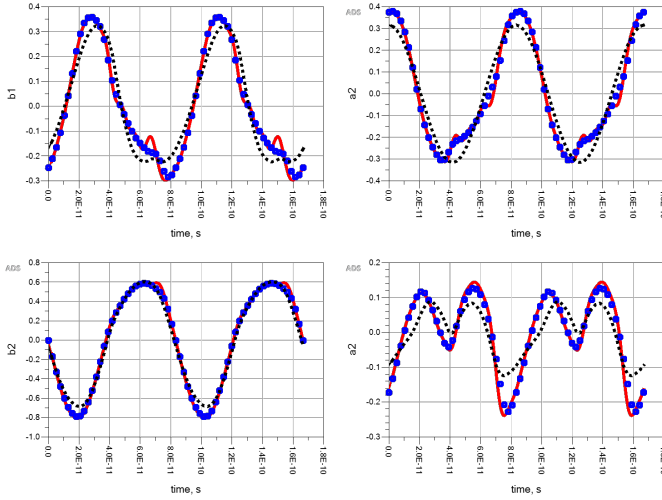 0.4
0.3
0.2
0.1
0.0
-0.1
-0.2
-0.3
b1
0.0
2.0E-11
4.0E-11
6.0E-11
8.0E-11
1.0E-10
1.2E-10
1.4E-10
1.6E-10
1.8E-10
time, s
ADS
0.4
0.3
0.2
0.1
0.0
-0.1
-0.2
-0.3
-0.4
a2
0.0
2.0E-11
4.0E-11
6.0E-11
8.0E-11
1.0E-10
1.2E-10
1.4E-10
1.6E-10
1.8E-10
time, s
ADS
0.8
0.6
0.4
0.2
0.0
-0.2
-0.4
-0.6
-0.8
-1.0
b2
0.0
2.0E-11
4.0E-11
6.0E-11
8.0E-11
1.0E-10
1.2E-10
1.4E-10
1.6E-10
1.8E-10
time, s
ADS
0.2
0.1
0.0
-0.1
-0.2
-0.3
a2
0.0
2.0E-11
4.0E-11
6.0E-11
8.0E-11
1.0E-10
1.2E-10
1.4E-10
1.6E-10
1.8E-10
time, s